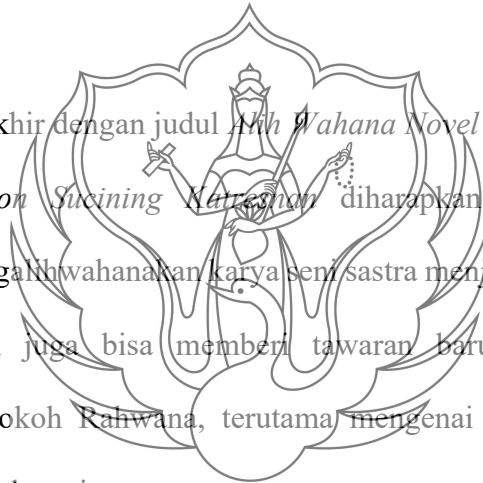 khir dengan judul Alih Wahana Novel
on Sucining Katresnan diharapkan
galihwahanakan karya seni sastra menj
juga bisa memberi tawaran baru
okoh Rahwana, terutama mengenai